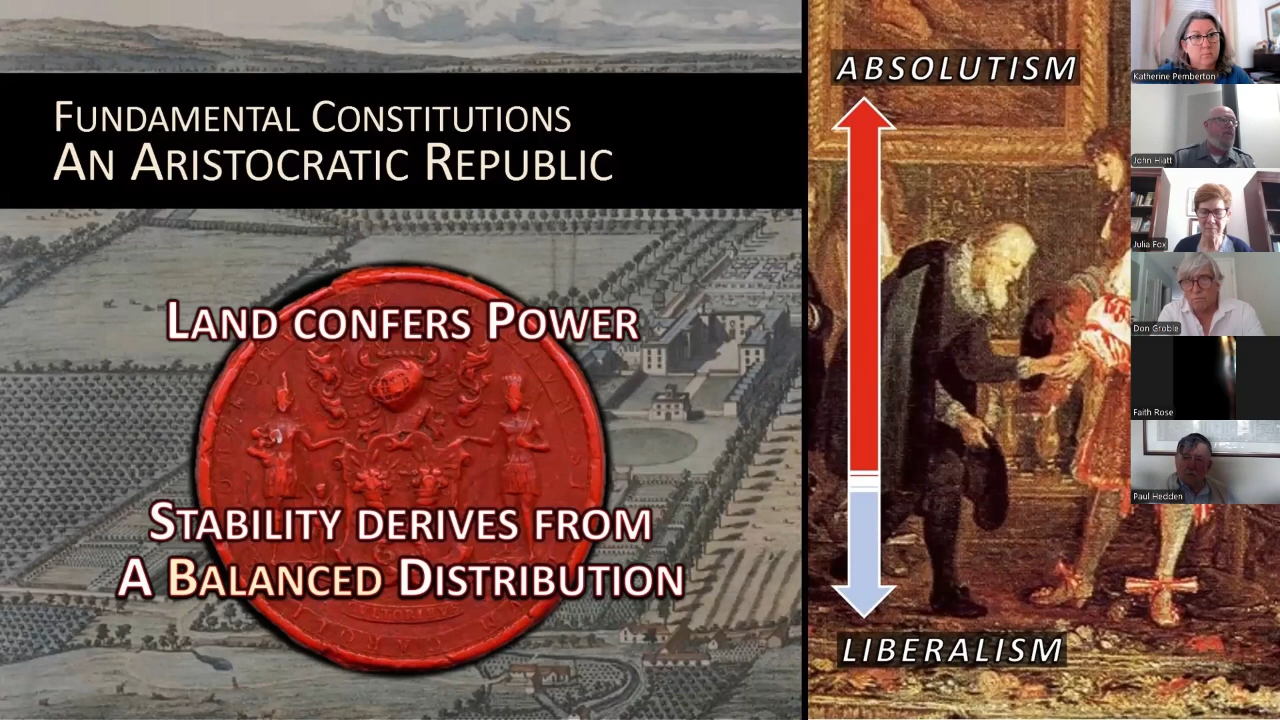 FUNDAMENTAL CONSTITUTIONS
AN ARISTOCRATIC REPUBLIC
LAND CONFERS POWER
STABILITY DERIVES FROM
A BALANCED DISTRIBUTION
ABSOLUTISM
LIBERALISM
Katherine Pemberton
John Hiatt
Julia Fox
Don Groble
Faith Rose
Paul Hedden